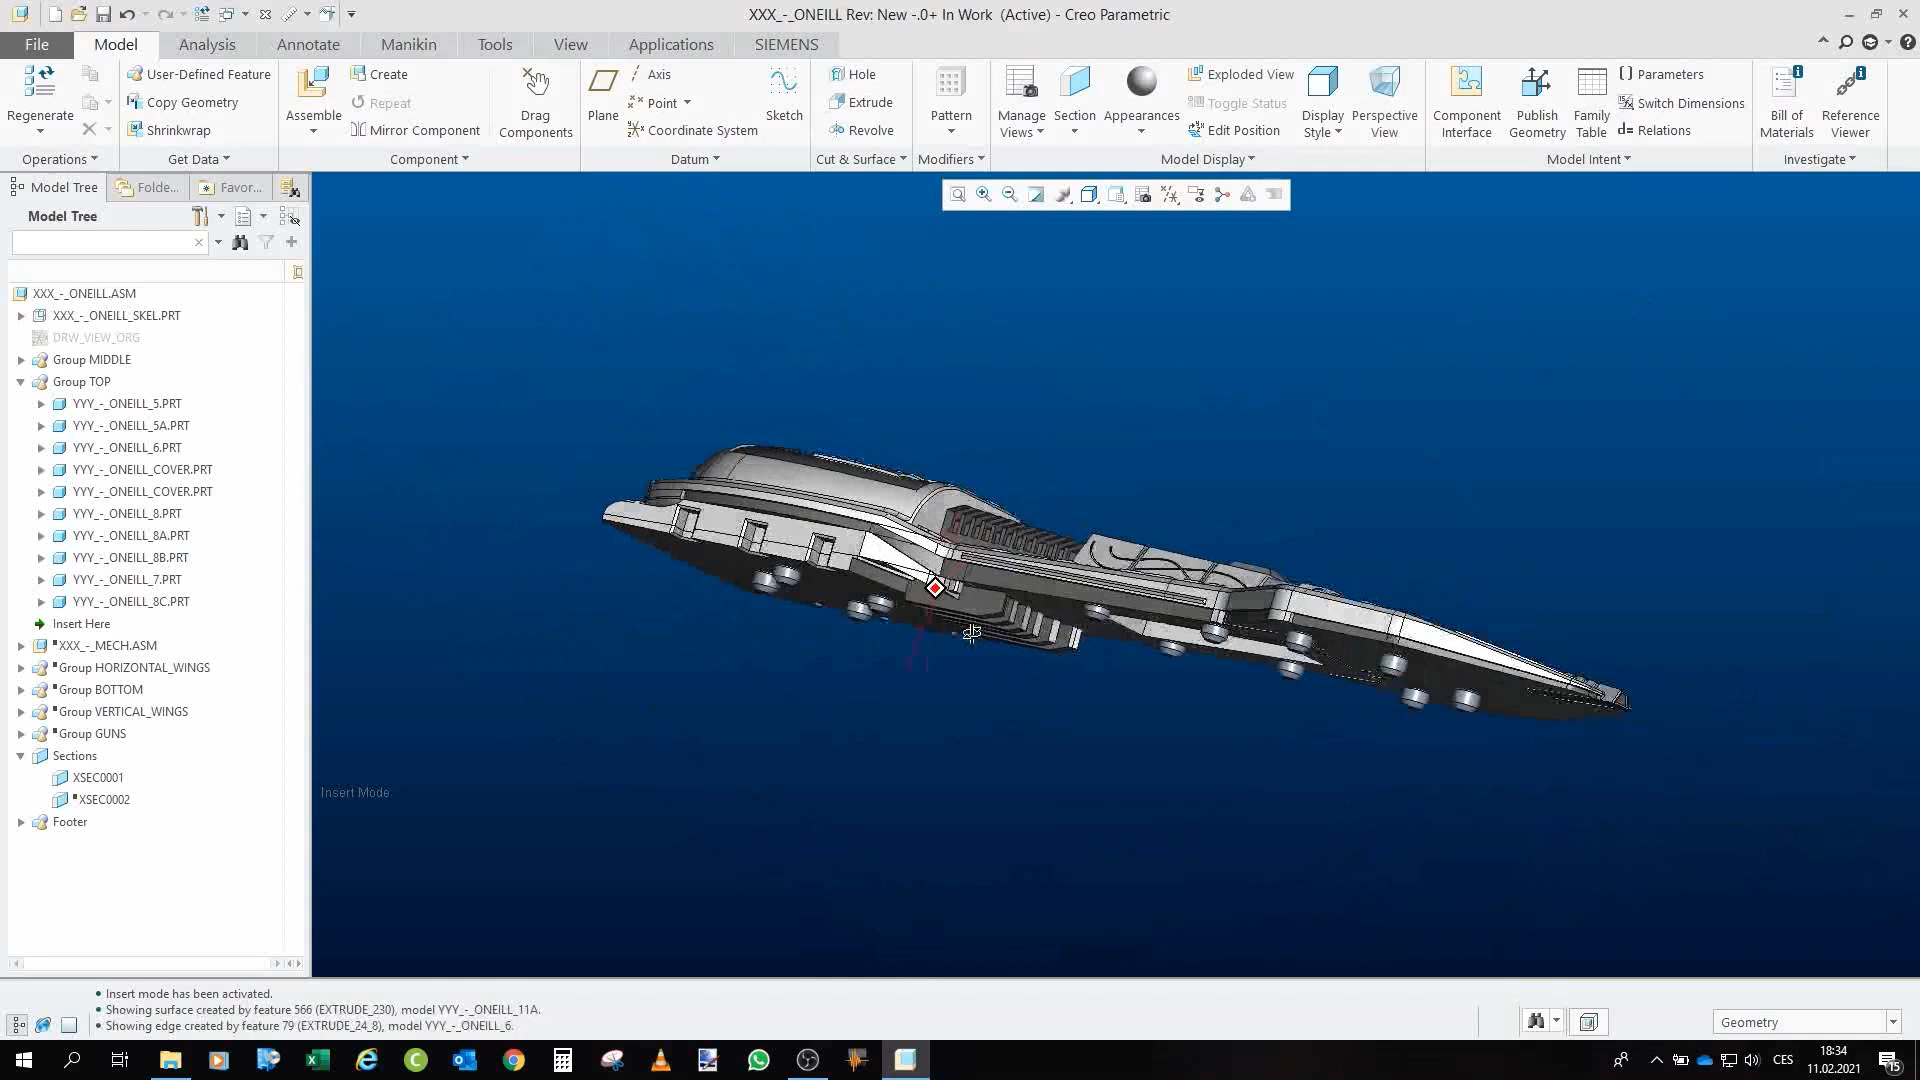 XXX_-_ONEILL Rev: New -.0+ In Work (Active) - Creo Parametric
File Model Analysis Annotate Manikin Tools View Applications SIEMENS
Regenerate
User-Defined Feature
Copy Geometry
Shrinkwrap
Assemble
Create
Repeat
Mirror Component
Drag
Components
Plane
Axis
Point
Coordinate System
Sketch
Hole
Extrude
Revolve
Pattern
Manage
Views
Section
Appearances
Exploded View
Toggle Status
Edit Position
Display
Style
Perspective
View
Component
Interface
Publish
Geometry
Family
Table
Parameters
Switch Dimensions
Relations
Bill of
Materials
Reference
Viewer
Operations Get Data Component Datum Cut & Surface Modifiers Model Display Model Intent Investigate
Model Tree Folde... Favor...
Model Tree
XXX_-_ONEILL.ASM
XXX_-_ONEILL_SKEL.PRT
DRW_VIEW_ORG
Group MIDDLE
Group TOP
YYY_-_ONEILL_5.PRT
YYY_-_ONEILL_5A.PRT
YYY_-_ONEILL_6.PRT
YYY_-_ONEILL_COVER.PRT
YYY_-_ONEILL_COVER.PRT
YYY_-_ONEILL_8.PRT
YYY_-_ONEILL_8A.PRT
YYY_-_ONEILL_8B.PRT
YYY_-_ONEILL_7.PRT
YYY_-_ONEILL_8C.PRT
Insert Here
XXX_-_MECH.ASM
Group HORIZONTAL_WINGS
Group BOTTOM
Group VERTICAL_WINGS
Group GUNS
Sections
XSEC0001
XSEC0002
Footer
Insert Mode
• Insert mode has been activated.
• Showing surface created by feature 566 (EXTRUDE_230), model YYY_-_ONEILL_11A.
• Showing edge created by feature 79 (EXTRUDE_24_8), model YYY_-_ONEILL_6.
Geometry
CES
18:34
11.02.2021
15